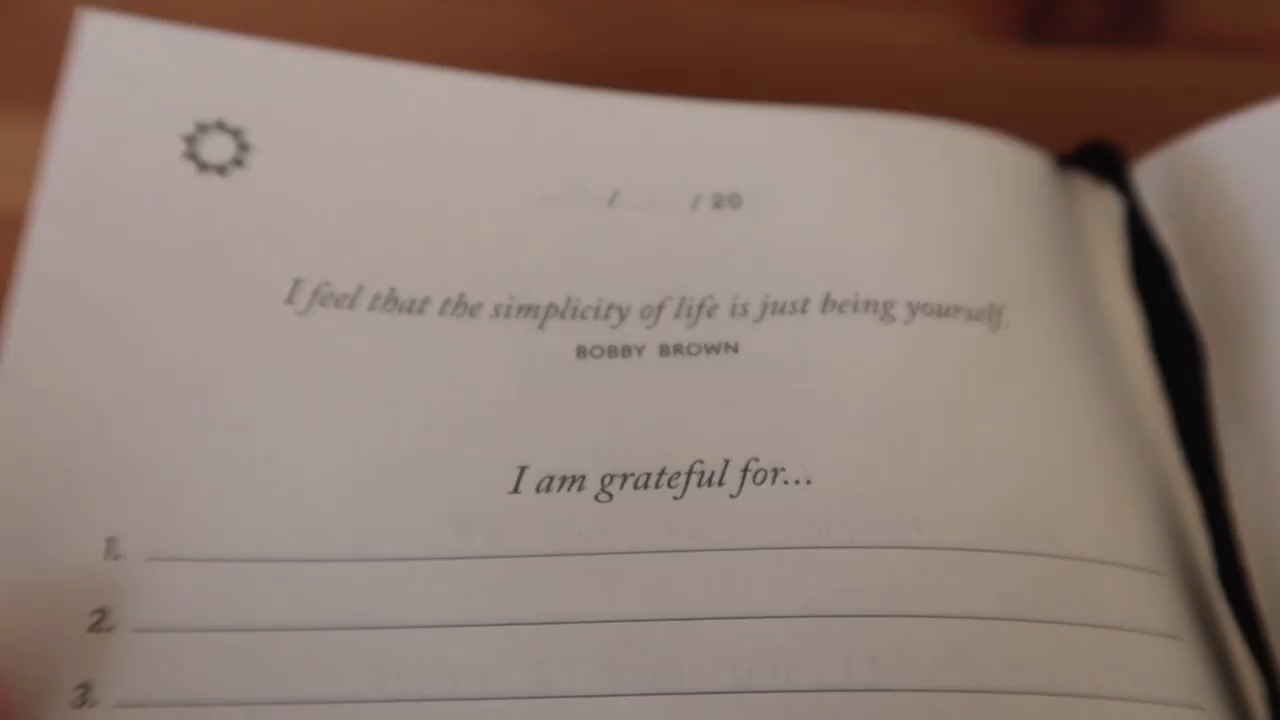 / / 20
I feel that the simplicity of life is just being yourself.
BOBBY BROWN
I am grateful for...
1.
2.
3.